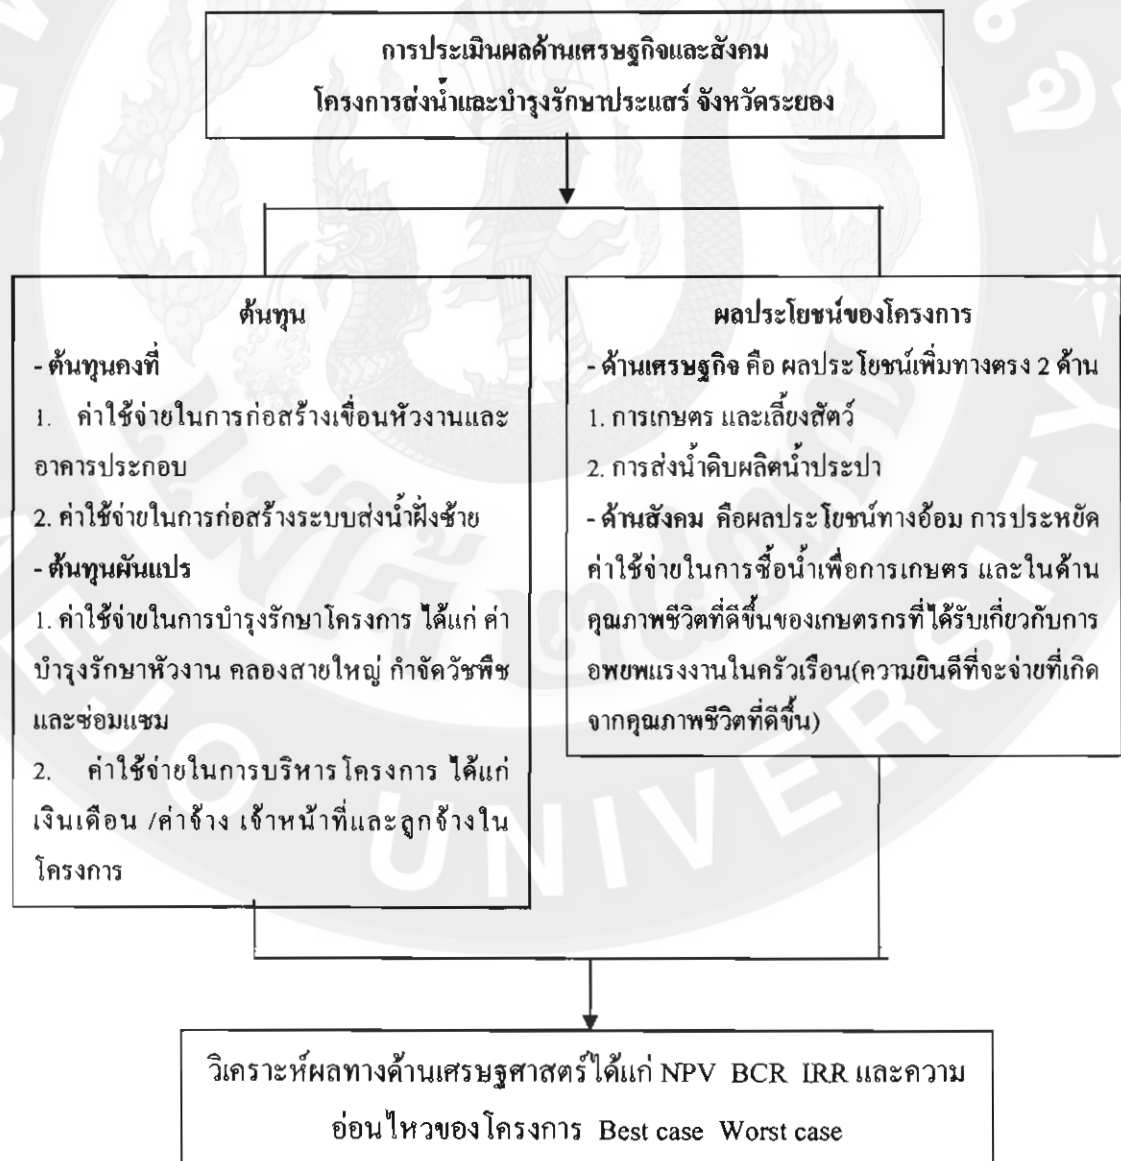 การประเมินผลด้านเศรษฐกิจและสังคม
โครงการส่งน้ำและบำรุงรักษาประแสร์ จังหวัดระยอง
ต้นทุน
- ต้นทุนคงที่
1. ค่าใช้จ่ายในการก่อสร้างเขื่อนหัวงานและ
อาคารประกอบ
2. ค่าใช้จ่ายในการก่อสร้างระบบส่งน้ำฝั่งซ้าย
- ต้นทุนผันแปร
1. ค่าใช้จ่ายในการบำรุงรักษาโครงการ ได้แก่ ค่า
บำรุงรักษาหัวงาน คลองสายใหญ่ กำจัดวัชพืช
และซ่อมแซม
2. ค่าใช้จ่ายในการบริหารโครงการ ได้แก่
เงินเดือน /ค่าจ้าง เจ้าหน้าที่และลูกจ้างใน
โครงการ
ผลประโยชน์ของโครงการ
- ด้านเศรษฐกิจ คือ ผลประโยชน์เพิ่มทางตรง 2 ด้าน
1. การเกษตร และเลี้ยงสัตว์
2. การส่งน้ำดิบผลิตน้ำประปา
- ด้านสังคม คือผลประโยชน์ทางอ้อม การประหยัด
ค่าใช้จ่ายในการซื้อน้ำเพื่อการเกษตร และในด้าน
คุณภาพชีวิตที่ดีขึ้นของเกษตรกรที่ได้รับเกี่ยวกับการ
อพยพแรงงานในครัวเรือน(ความยินดีที่จะจ่ายที่เกิด
จากคุณภาพชีวิตที่ดีขึ้น)
วิเคราะห์ผลทางด้านเศรษฐศาสตร์ได้แก่ NPV BCR IRR และความ
อ่อนไหวของโครงการ Best case Worst case
UNIVERSITY